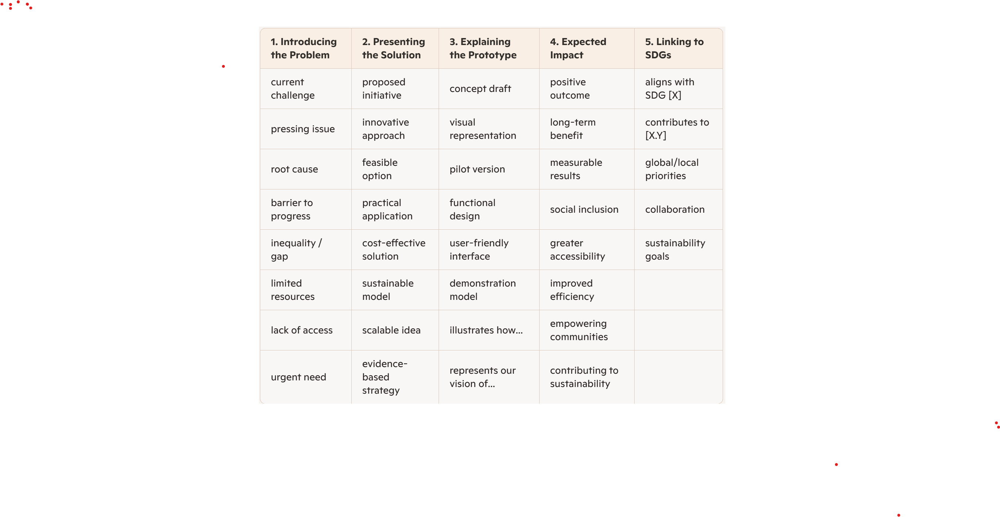 1. Introducing
the Problem
2. Presenting
the Solution
3. Explaining
the Prototype
4. Expected
Impact
5. Linking to
SDGs
current
challenge
proposed
initiative
concept draft
positive
outcome
aligns with
SDG [X]
pressing issue
innovative
approach
visual
representation
long-term
benefit
contributes to
[X.Y]
root cause
feasible
option
pilot version
measurable
results
global/local
priorities
barrier to
progress
practical
application
functional
design
social inclusion
collaboration
inequality /
gap
cost-effective
solution
user-friendly
interface
greater
accessibility
sustainability
goals
limited
resources
sustainable
model
demonstration
model
improved
efficiency
lack of access
scalable idea
illustrates how...
empowering
communities
urgent need
evidence-
based
strategy
represents our
vision of...
contributing to
sustainability